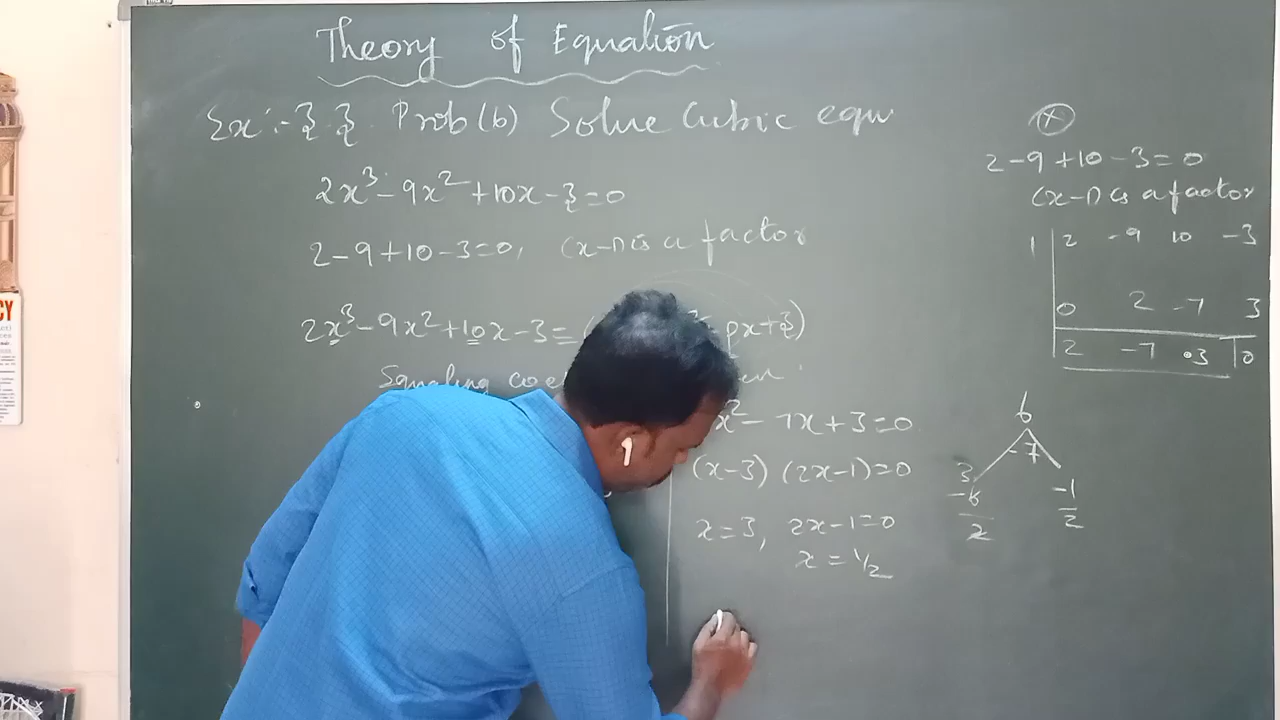 Theory of Equation
Ex:- 3.3. Prob(6) Solve Cubic equ
2x³ - 9x² + 10x - 3 = 0
2 - 9 + 10 - 3 = 0, (x-1) is a factor
2x³ - 9x² + 10x - 3 = ( px + 3)
x² - 7x + 3 = 0
(x-3) (2x-1) = 0
x = 3, 2x-1 = 0
x = 1/2
2 - 9 + 10 - 3 = 0
(x-1) is a factor
1 | 2 -9 10 -3
0 2 -7 3
2 -7 3 | 0
6
-7
3
-6 -1
2 2
CY